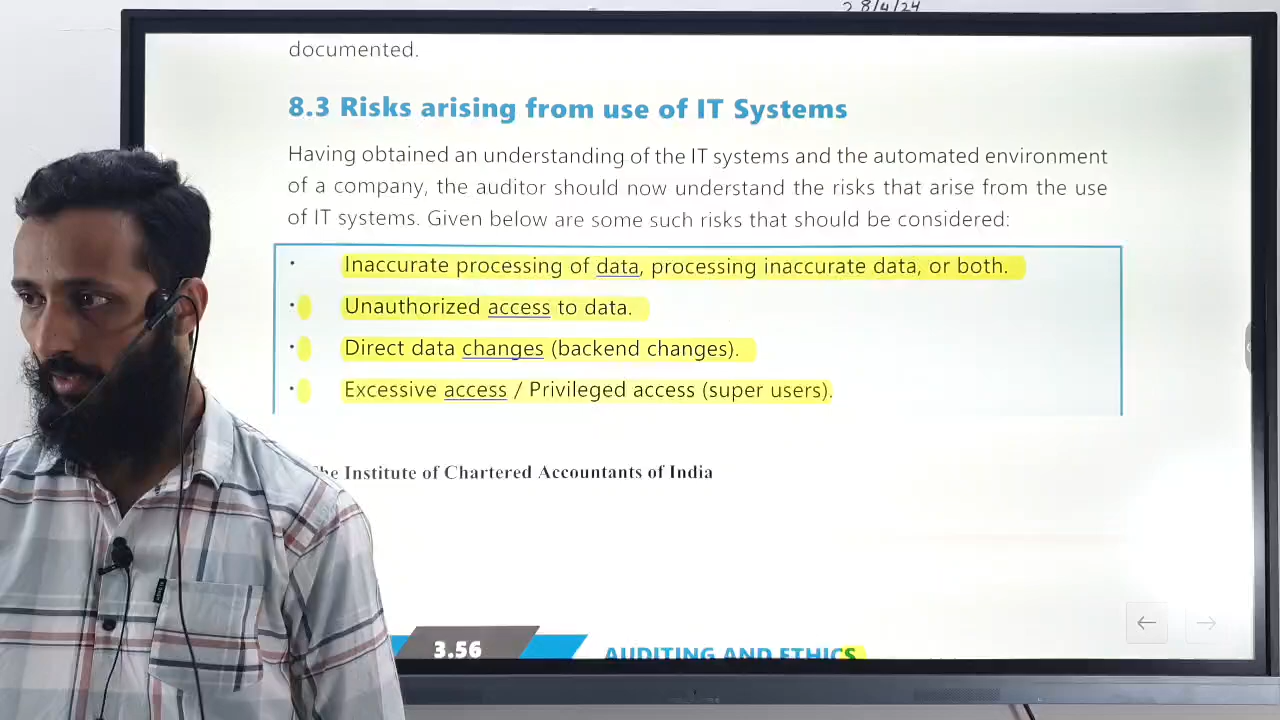 28/4/24
documented.
8.3 Risks arising from use of IT Systems
Having obtained an understanding of the IT systems and the automated environment
of a company, the auditor should now understand the risks that arise from the use
of IT systems. Given below are some such risks that should be considered:
• Inaccurate processing of data, processing inaccurate data, or both.
• Unauthorized access to data.
• Direct data changes (backend changes).
• Excessive access / Privileged access (super users).
The Institute of Chartered Accountants of India
3.56 AUDITING AND ETHICS